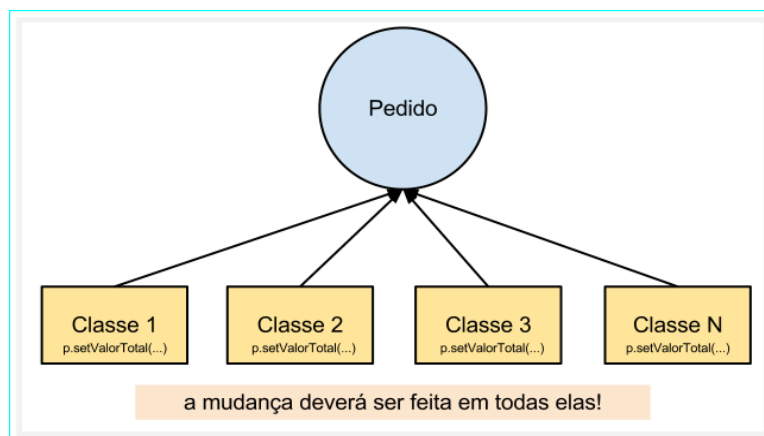 Pedido
Classe 1
p.setValorTotal(...)
Classe 2
p.setValorTotal(...)
Classe 3
p.setValorTotal(...)
Classe N
p.setValorTotal(...)
a mudança deverá ser feita em todas elas!